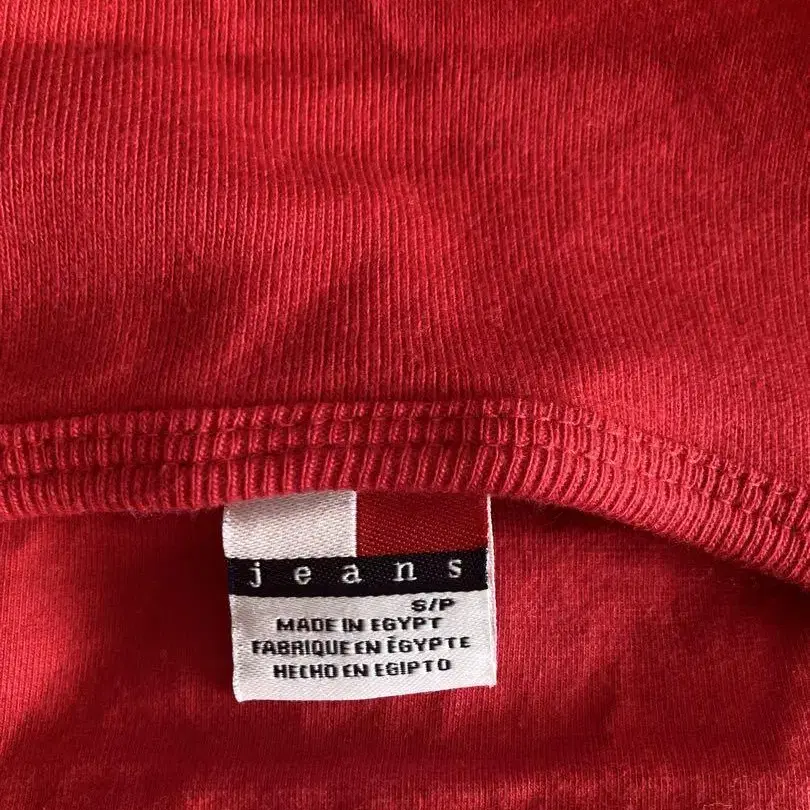 jeans
S/P
MADE IN EGYPT
FABRIQUE EN ÉGYPTE
HECHO EN EGIPTO